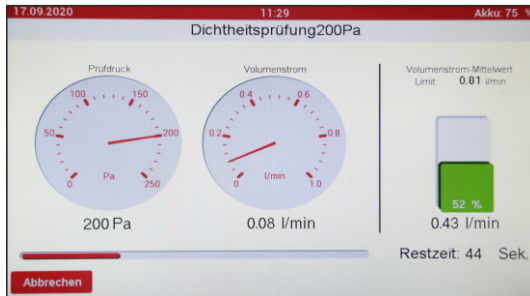 17.09.2020 11:29 Akku: 75 %
Dichtheitsprüfung200Pa
Prüfdruck
Volumenstrom
Volumenstrom-Mittelwert
Limit: 0.81 l/min
100 150
50 200
0 Pa 250
0.4 0.6
0.2 0.8
0 l/min 1.0
52 %
200 Pa
0.08 l/min
0.43 l/min
Restzeit: 44 Sek.
Abbrechen